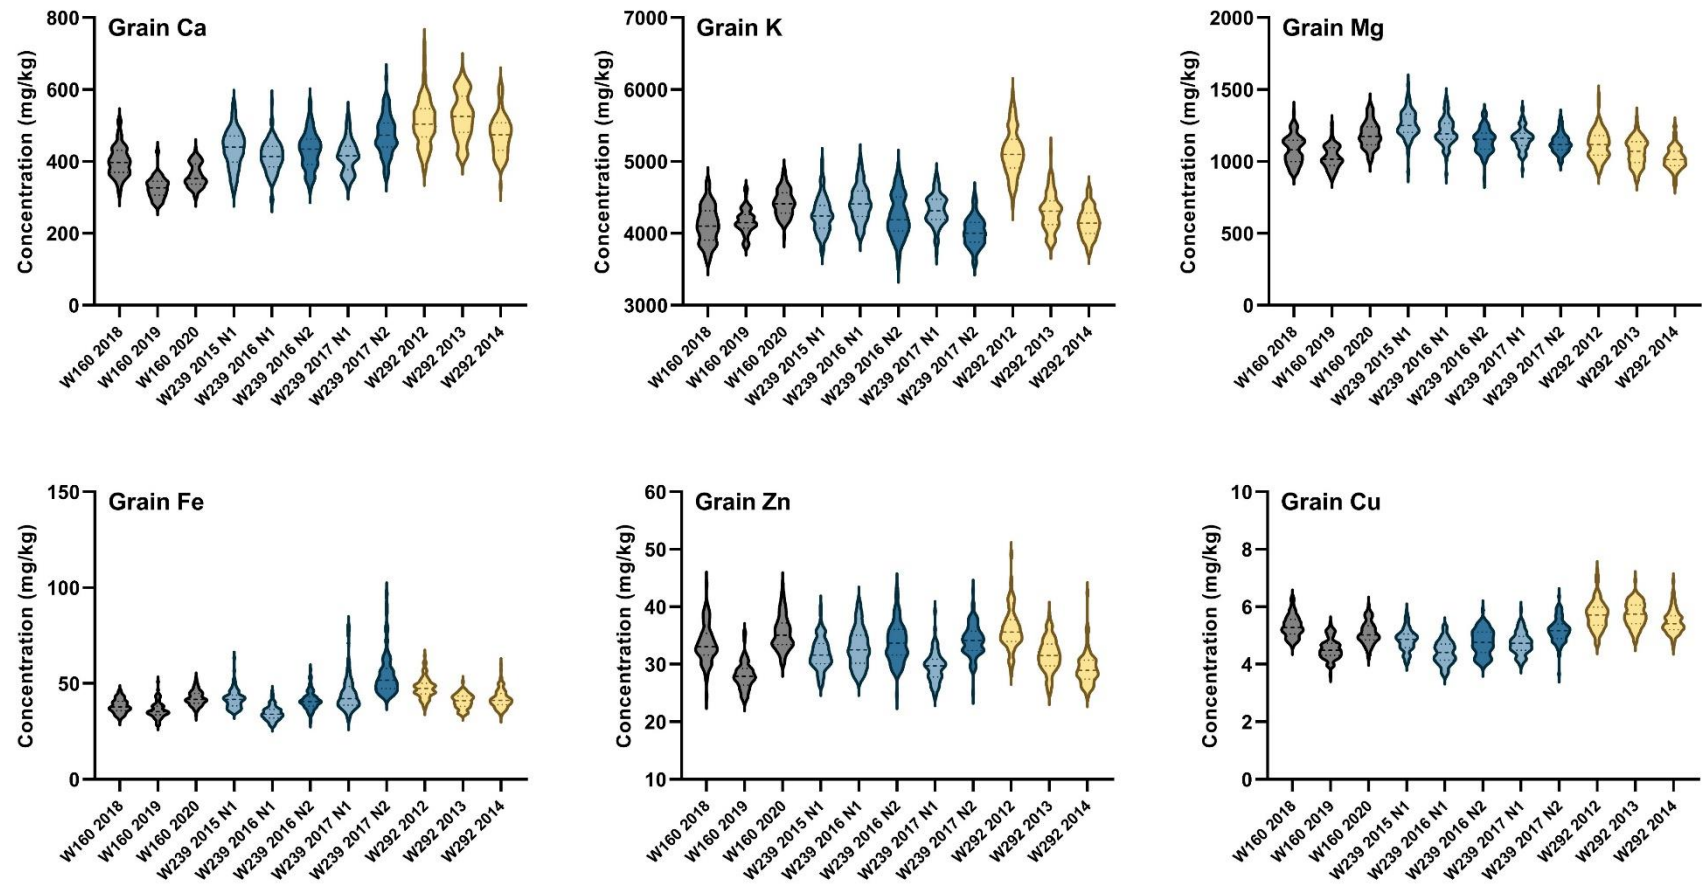 Grain Ca
Concentration (mg/kg)
800
600
400
200
0
W160 2018
W160 2019
W160 2020
W239 2015 N1
W239 2016 N1
W239 2016 N2
W239 2017 N1
W239 2017 N2
W292 2012
W292 2013
W292 2014
Grain K
Concentration (mg/kg)
7000
6000
5000
4000
3000
W160 2018
W160 2019
W160 2020
W239 2015 N1
W239 2016 N1
W239 2016 N2
W239 2017 N1
W239 2017 N2
W292 2012
W292 2013
W292 2014
Grain Mg
Concentration (mg/kg)
2000
1500
1000
500
0
W160 2018
W160 2019
W160 2020
W239 2015 N1
W239 2016 N1
W239 2016 N2
W239 2017 N1
W239 2017 N2
W292 2012
W292 2013
W292 2014
Grain Fe
Concentration (mg/kg)
150
100
50
0
W160 2018
W160 2019
W160 2020
W239 2015 N1
W239 2016 N1
W239 2016 N2
W239 2017 N1
W239 2017 N2
W292 2012
W292 2013
W292 2014
Grain Zn
Concentration (mg/kg)
60
50
40
30
20
10
W160 2018
W160 2019
W160 2020
W239 2015 N1
W239 2016 N1
W239 2016 N2
W239 2017 N1
W239 2017 N2
W292 2012
W292 2013
W292 2014
Grain Cu
Concentration (mg/kg)
10
8
6
4
2
0
W160 2018
W160 2019
W160 2020
W239 2015 N1
W239 2016 N1
W239 2016 N2
W239 2017 N1
W239 2017 N2
W292 2012
W292 2013
W292 2014